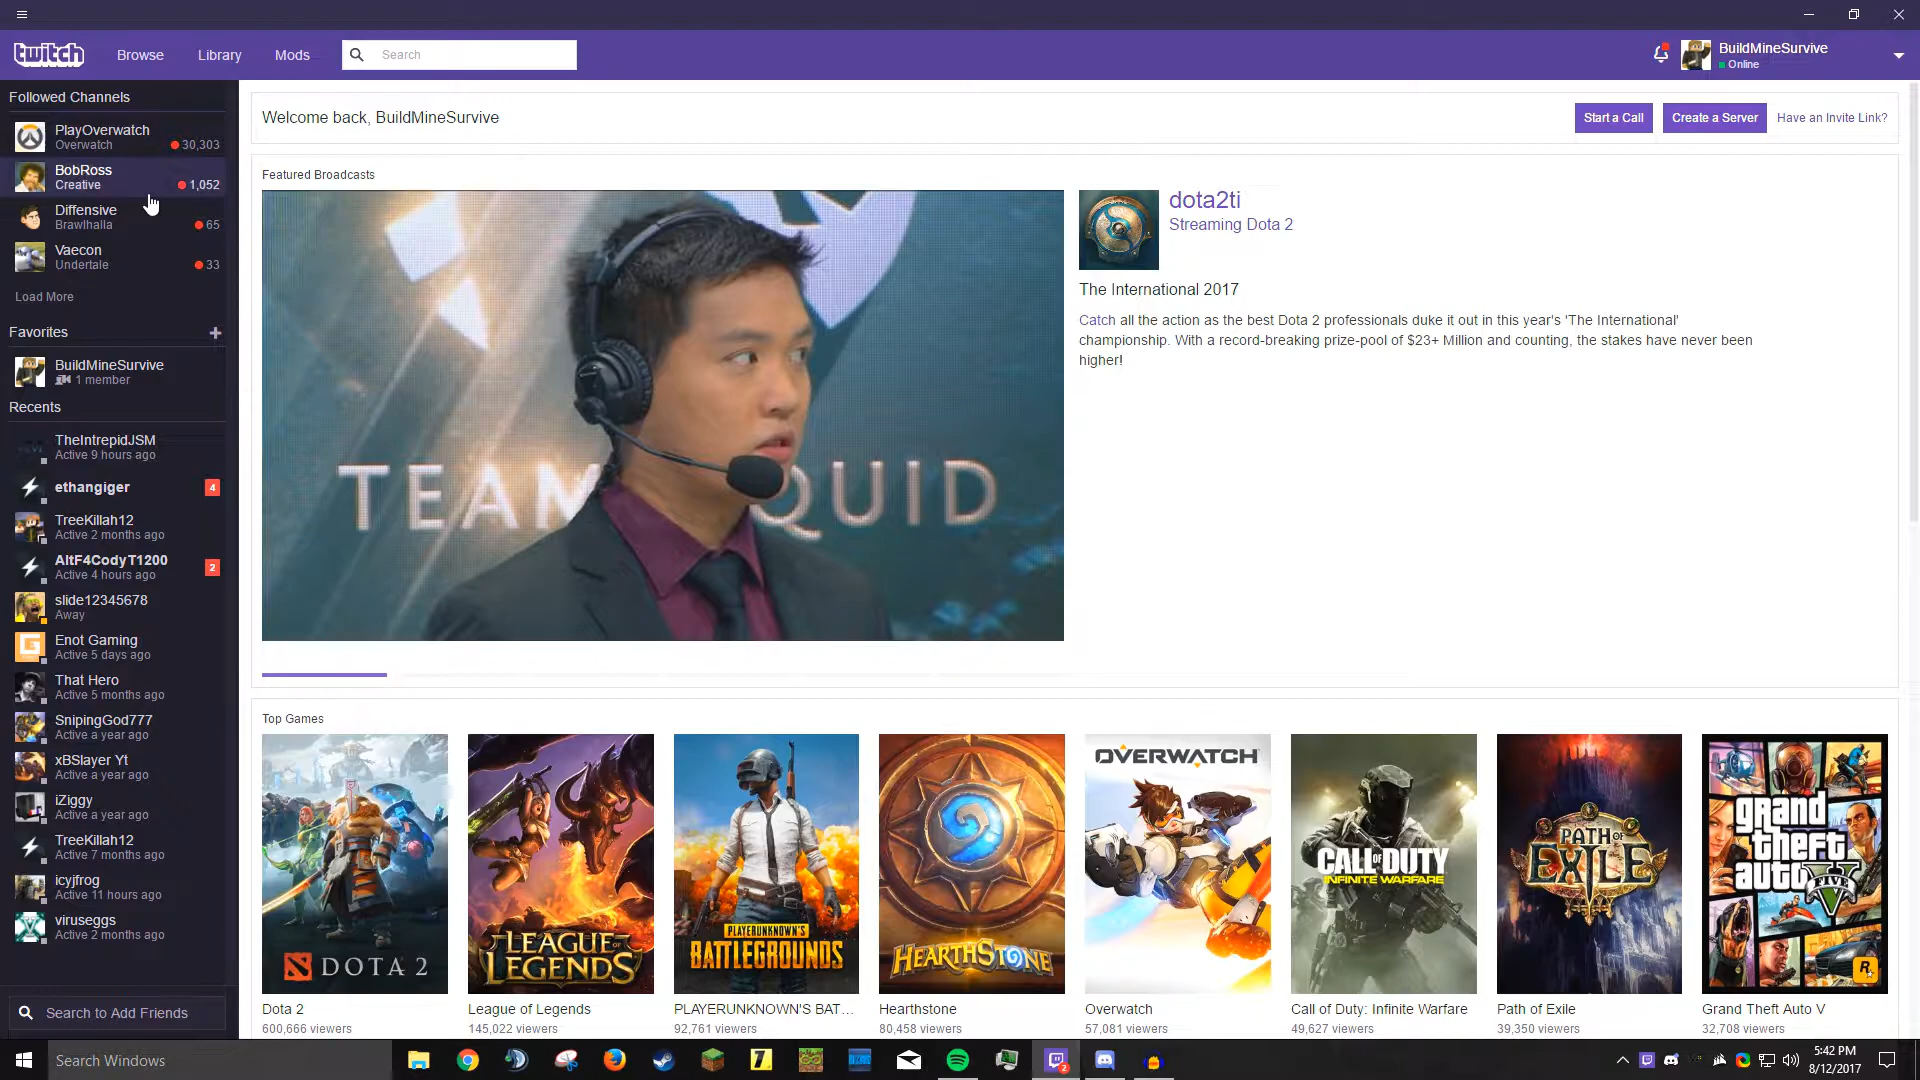 twitch
Browse
Library
Mods
Search
BuildMineSurvive
Online
Followed Channels
PlayOverwatch
Overwatch
30,303
BobRoss
Creative
1,052
Diffensive
Brawlhalla
65
Vaecon
Undertale
33
Load More
Favorites
BuildMineSurvive
1 member
Recents
TheIntrepidJSM
Active 9 hours ago
ethangiger
4
TreeKillah12
Active 2 months ago
AltF4CodyT1200
Active 4 hours ago
2
slide12345678
Away
Enot Gaming
Active 5 days ago
That Hero
Active 5 months ago
SnipingGod777
Active a year ago
xBSlayer Yt
Active a year ago
iZiggy
Active a year ago
TreeKillah12
Active 7 months ago
icyjfrog
Active 11 hours ago
viruseggs
Active 2 months ago
Search to Add Friends
Welcome back, BuildMineSurvive
Start a Call
Create a Server
Have an Invite Link?
Featured Broadcasts
TEAM QUID
dota2ti
Streaming Dota 2
The International 2017
Catch all the action as the best Dota 2 professionals duke it out in this year's 'The International'
championship. With a record-breaking prize-pool of $23+ Million and counting, the stakes have never been
higher!
Top Games
DOTA 2
Dota 2
600,666 viewers
LEAGUE OF
LEGENDS
League of Legends
145,022 viewers
PLAYERUNKNOWN'S
BATTLEGROUNDS
PLAYERUNKNOWN'S BAT...
92,761 viewers
HEARTHSTONE
Hearthstone
80,458 viewers
OVERWATCH
Overwatch
57,081 viewers
CALL OF DUTY
INFINITE WARFARE
Call of Duty: Infinite Warfare
49,627 viewers
PATH OF
EXILE
Path of Exile
39,350 viewers
grand
theft
auto V
FIVE
R
Grand Theft Auto V
32,708 viewers
Search Windows
2
5:42 PM
8/12/2017